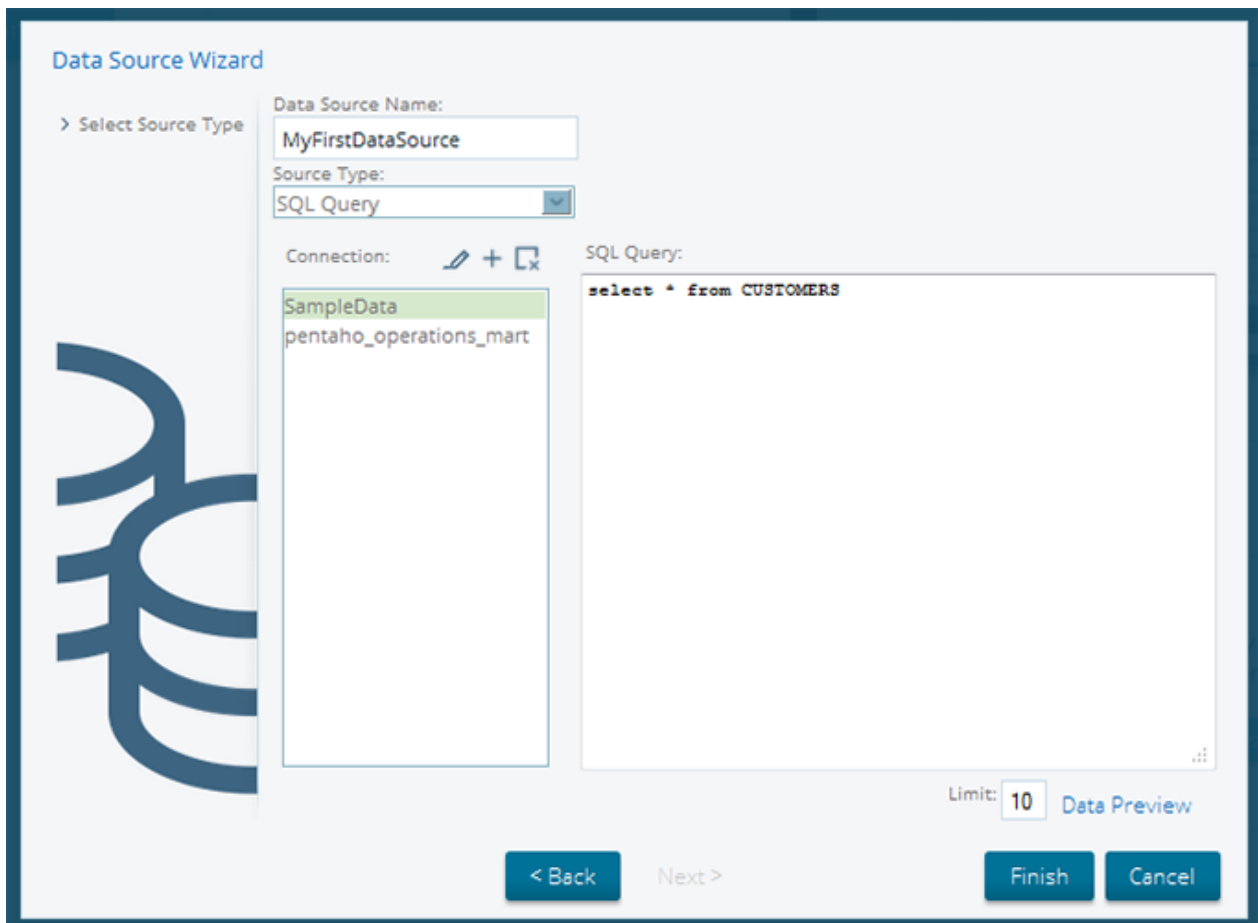 Data Source Wizard
> Select Source Type
Data Source Name:
MyFirstDataSource
Source Type:
SQL Query
Connection:
SampleData
pentaho_operations_mart
SQL Query:
select * from CUSTOMERS
Limit: 10 Data Preview
< Back Next > Finish Cancel